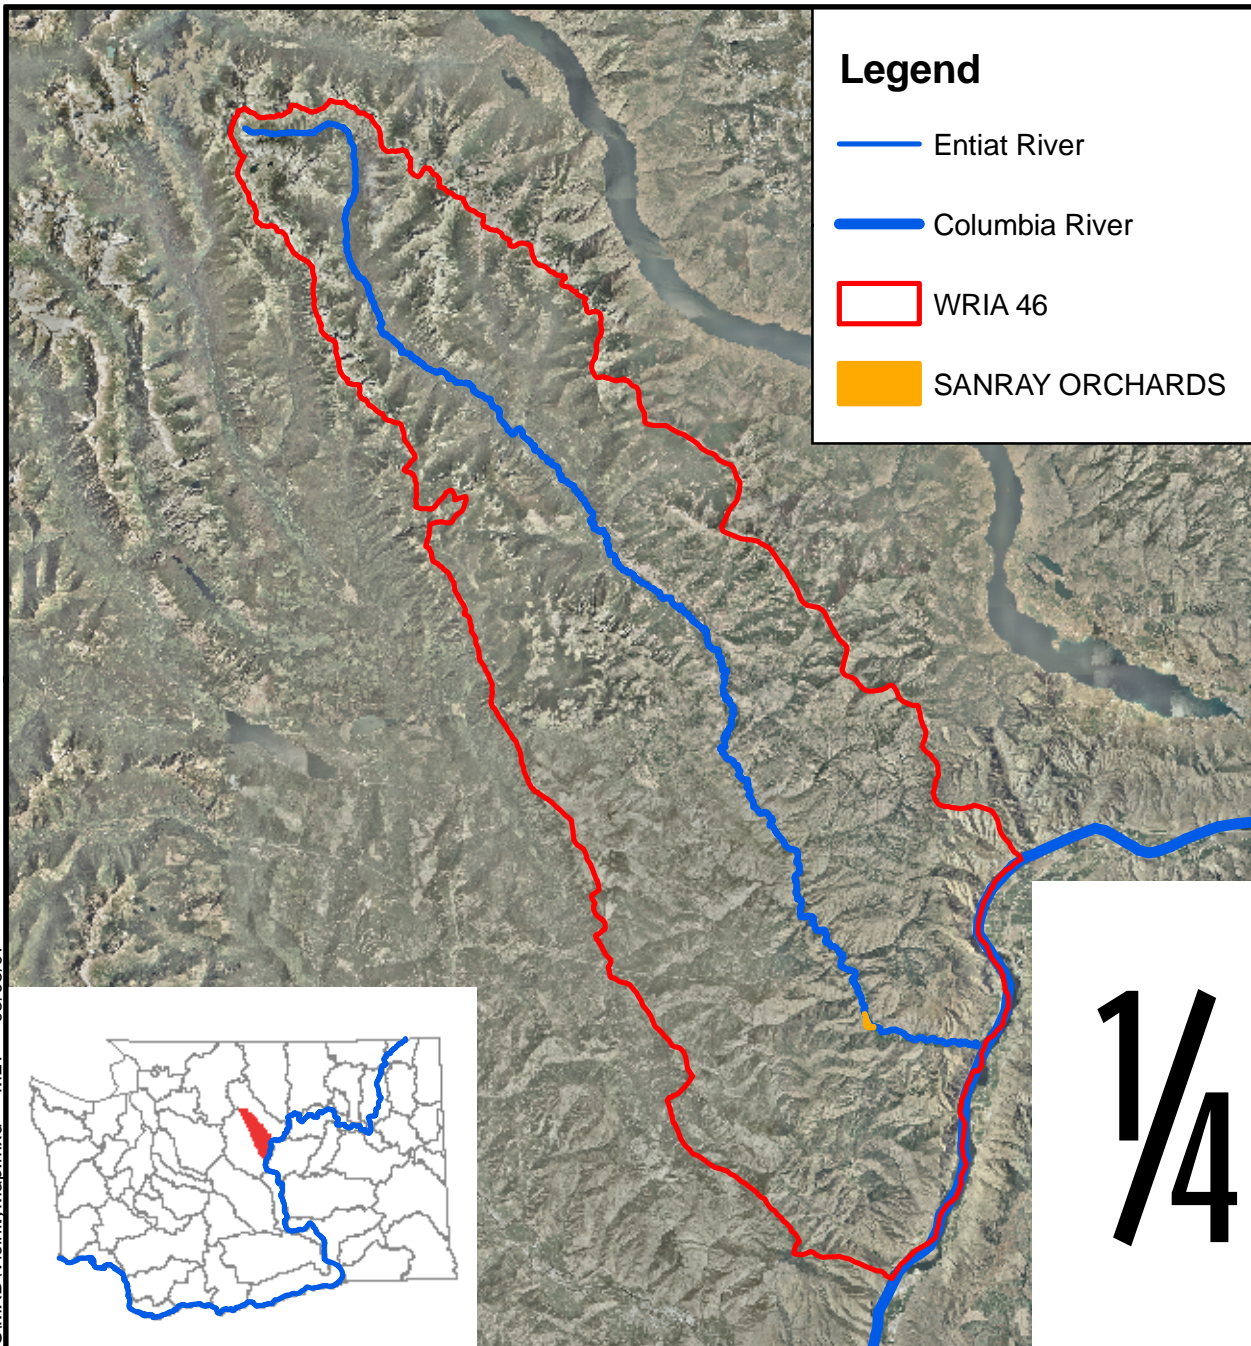 Legend
Entiat River
Columbia River
WRIA 46
SANRAY ORCHARDS
¼